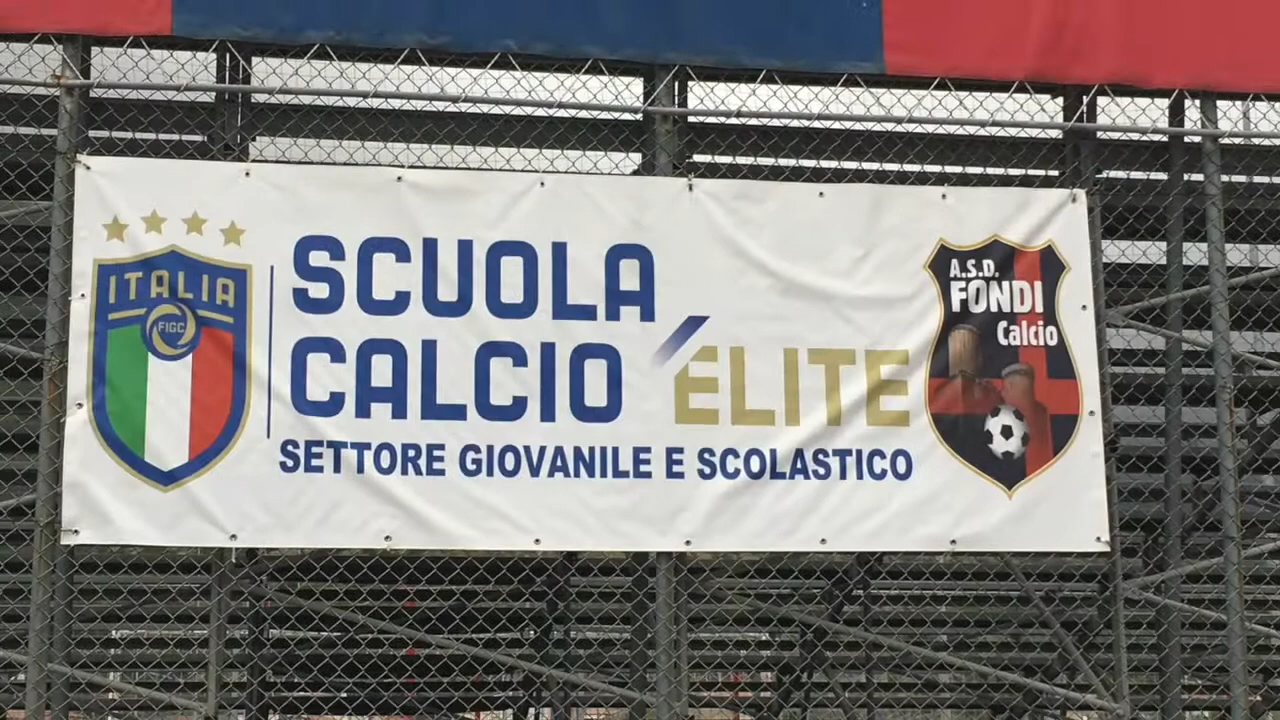 ITALIA
FIGC
SCUOLA
CALCIO ÉLITE
SETTORE GIOVANILE E SCOLASTICO
A.S.D.
FONDI
Calcio